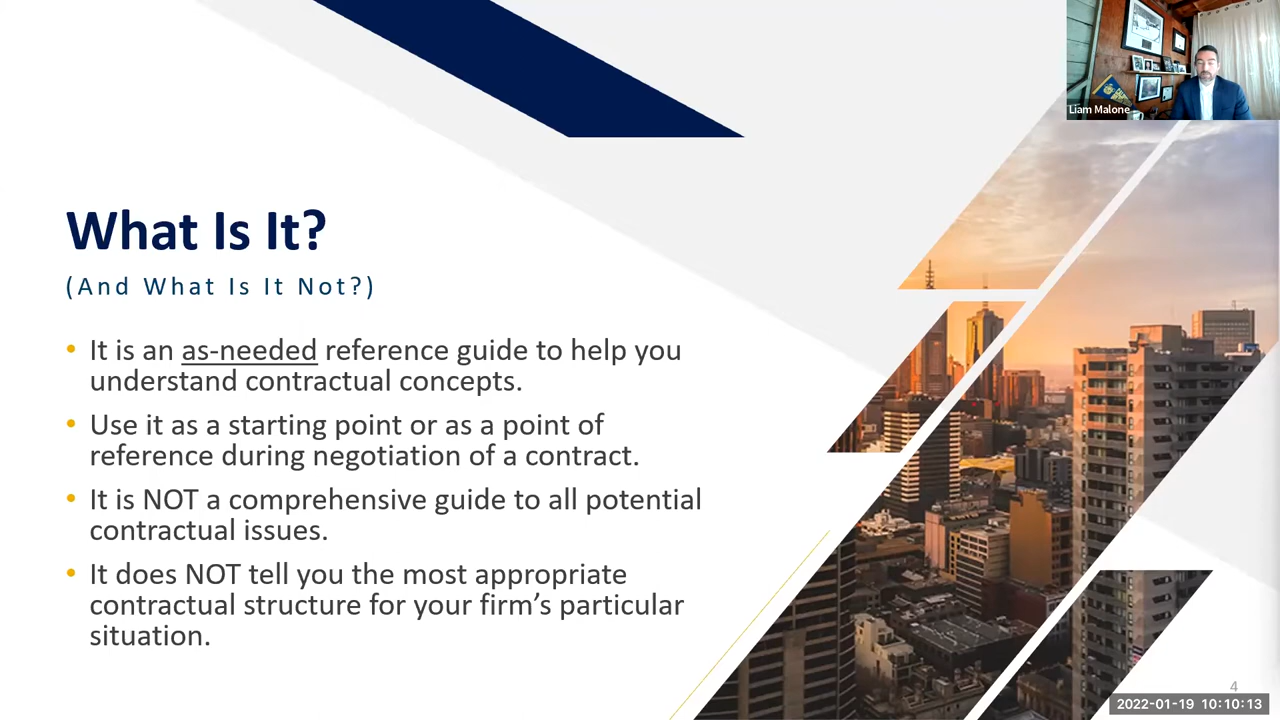 Liam Malone
What Is It?
(And What Is It Not?)
• It is an as-needed reference guide to help you
understand contractual concepts.
• Use it as a starting point or as a point of
reference during negotiation of a contract.
• It is NOT a comprehensive guide to all potential
contractual issues.
• It does NOT tell you the most appropriate
contractual structure for your firm’s particular
situation.
4
2022-01-19 10:10:13